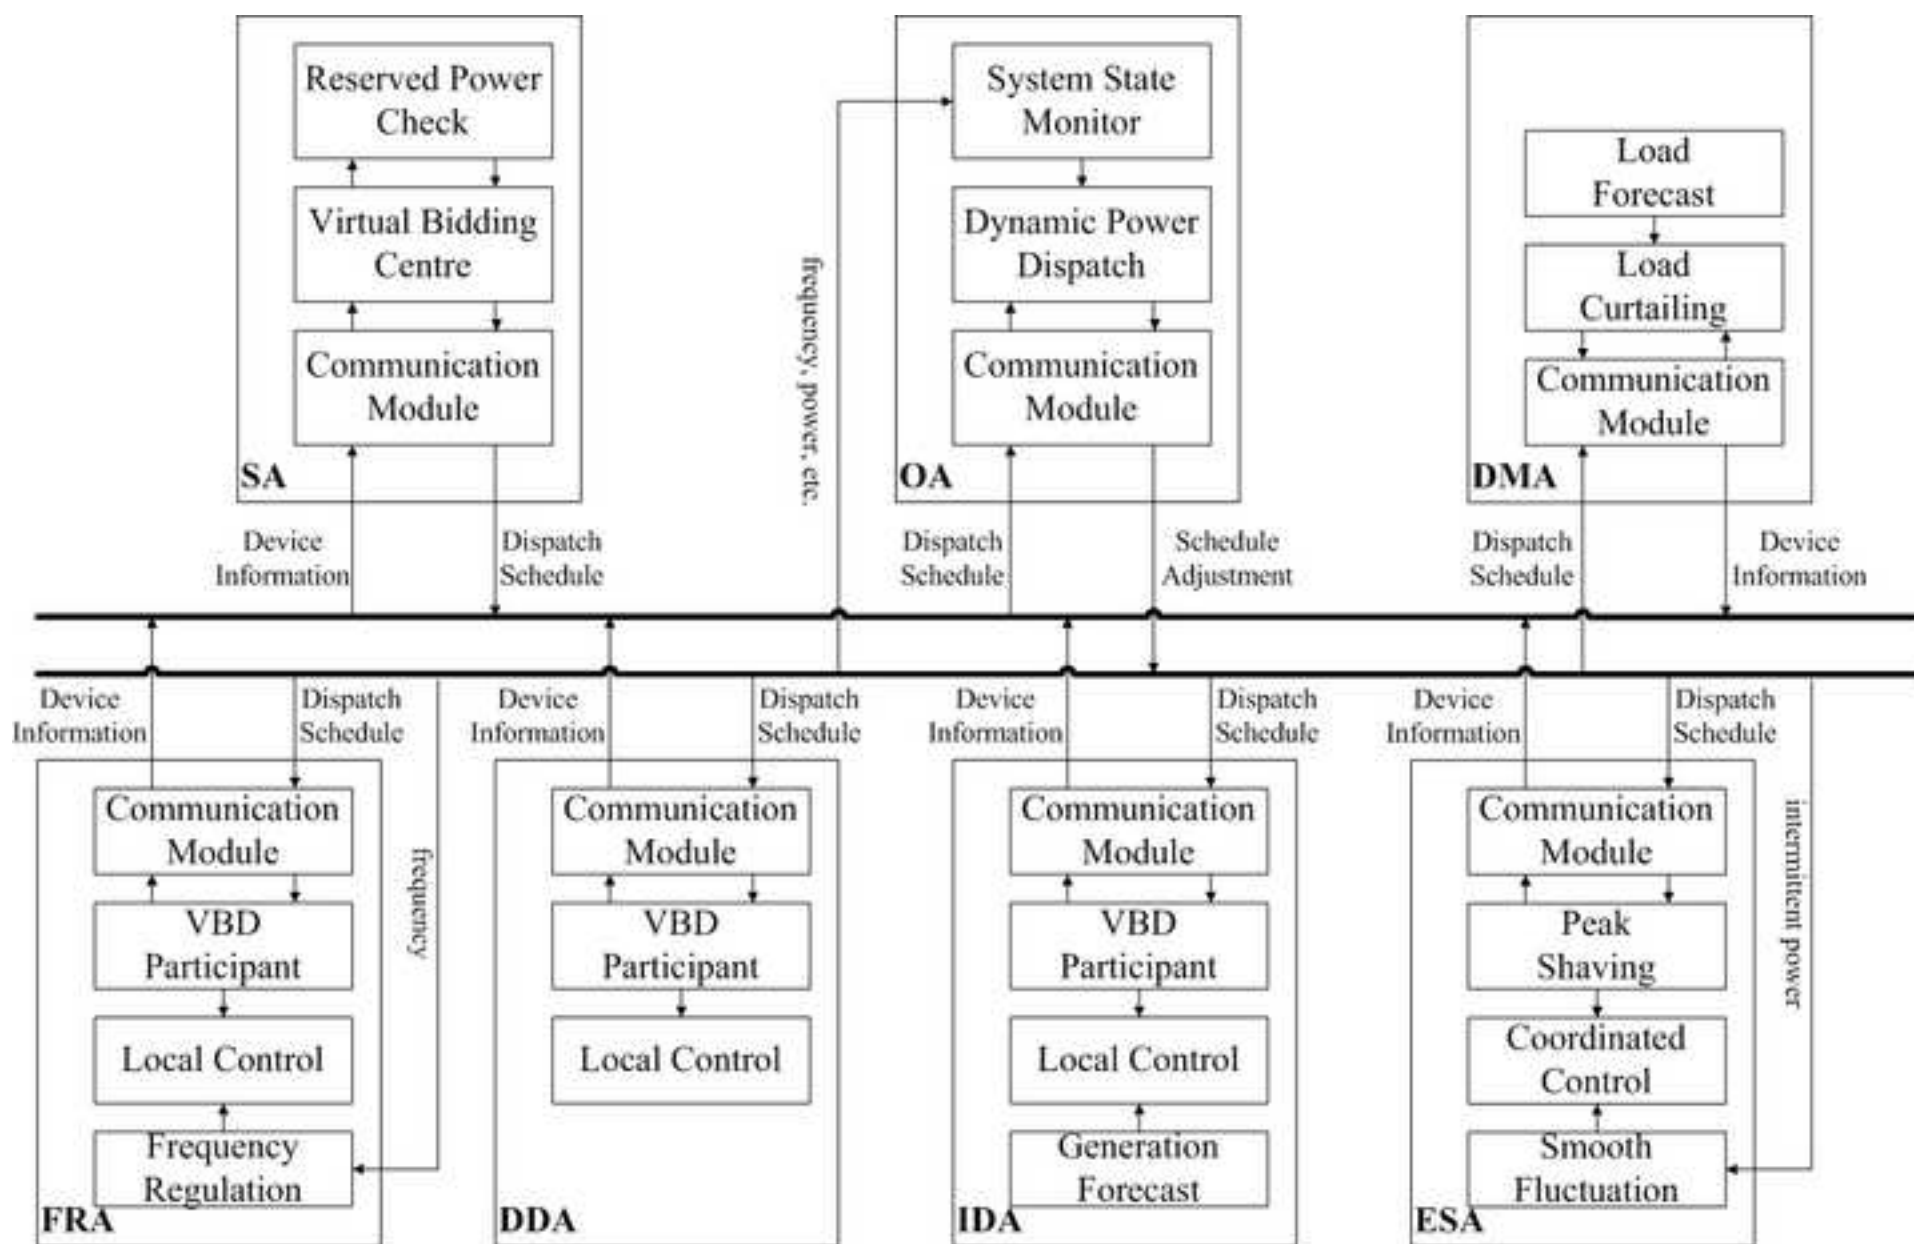 Reserved Power
Check
Virtual Bidding
Centre
Communication
Module
SA
System State
Monitor
Dynamic Power
Dispatch
Communication
Module
OA
frequency, power, etc.
Load
Forecast
Load
Curtailing
Communication
Module
DMA
Device
Information
Dispatch
Schedule
Dispatch
Schedule
Schedule
Adjustment
Dispatch
Schedule
Device
Information
Device
Information
Dispatch
Schedule
Device
Information
Dispatch
Schedule
Device
Information
Dispatch
Schedule
Device
Information
Dispatch
Schedule
Communication
Module
VBD
Participant
Local Control
Frequency
Regulation
FRA
frequency
Communication
Module
VBD
Participant
Local Control
DDA
Communication
Module
VBD
Participant
Local Control
Generation
Forecast
IDA
Communication
Module
Peak
Shaving
Coordinated
Control
Smooth
Fluctuation
ESA
intermittent power